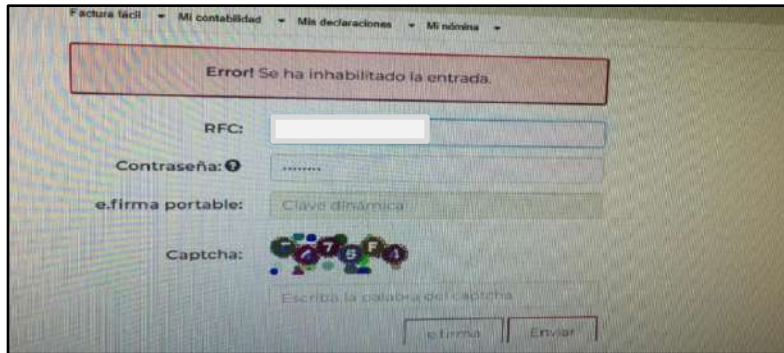 Factura fácil Mi contabilidad Mis declaraciones Mi nómina
Error! Se ha inhabilitado la entrada.
RFC:
Contraseña: ?
e.firma portable: Clave dinámica
Captcha:
Escriba la palabra del captcha
e.firma Enviar